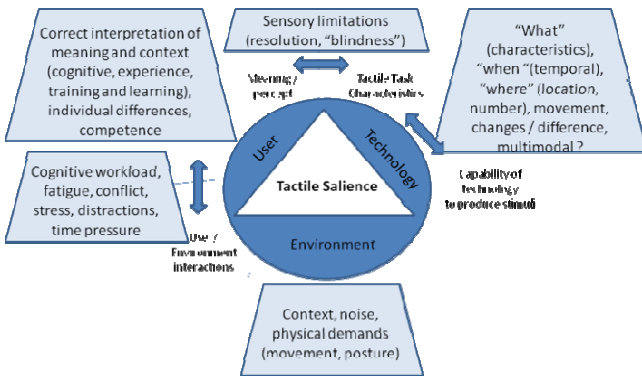 Correct interpretation of
meaning and context
(cognitive, experience,
training and learning),
individual differences,
competence
Sensory limitations
(resolution, “blindness”)
“What”
(characteristics),
“when “(temporal),
“where” (location,
number), movement,
changes / difference,
multimodal ?
Meaning /
percept
Tactile Task
Characteristics
User
Technology
Tactile Salience
Environment
Cognitive workload,
fatigue, conflict,
stress, distractions,
time pressure
Capability of
technology
to produce stimuli
User /
Environment
interactions
Context, noise,
physical demands
(movement, posture)